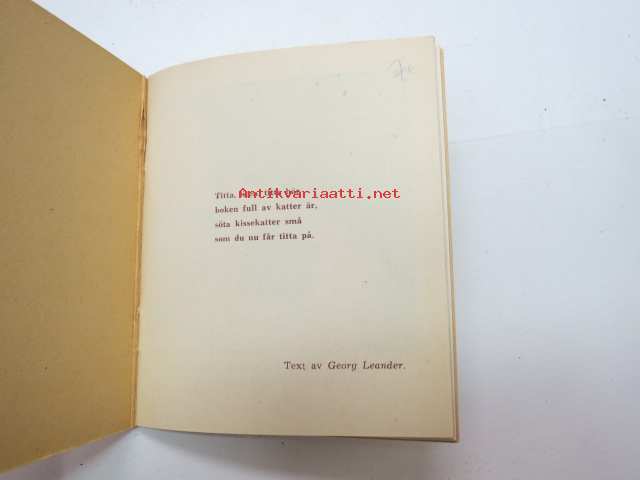 Antikvariaatti.net
Titta,
boken full av katter är,
söta kissekatter små
som du nu får titta på.
Text av Georg Leander.